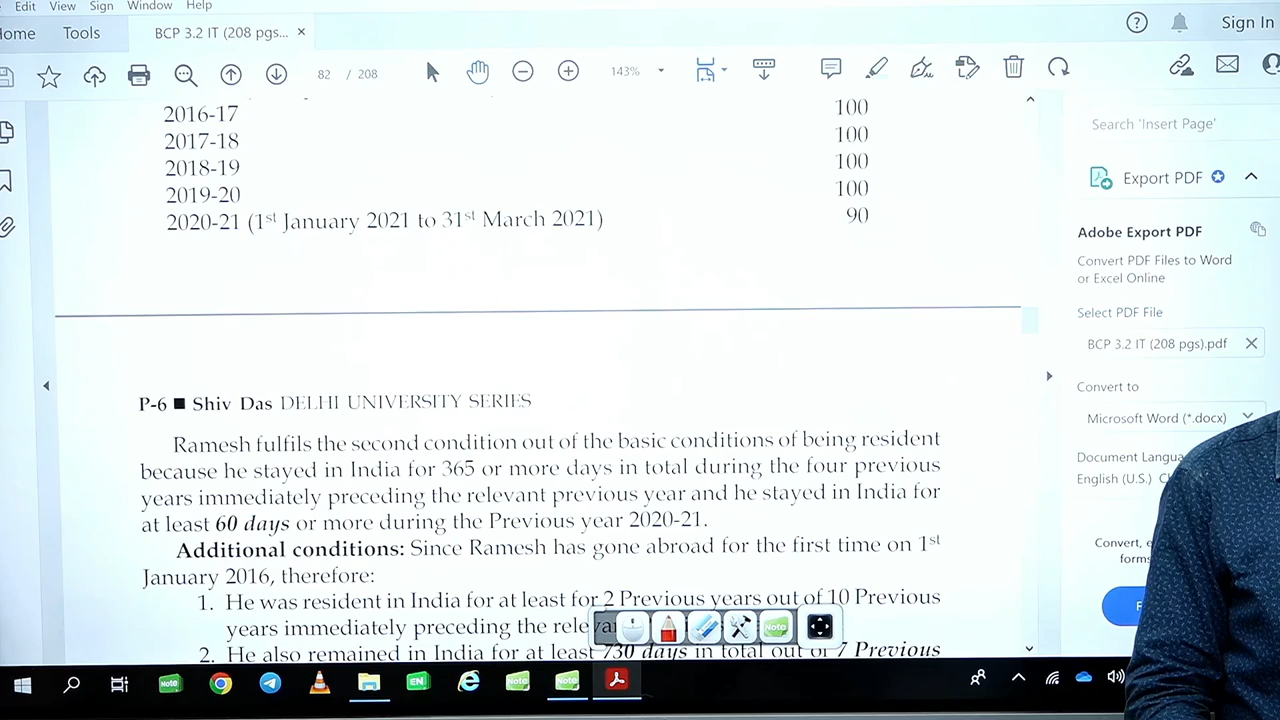 Edit View Sign Window Help
Home Tools BCP 3.2 IT (208 pgs... × Sign In
82 / 208 143%
2016-17 100
2017-18 100
2018-19 100
2019-20 100
2020-21 (1st January 2021 to 31st March 2021) 90
P-6 ■ Shiv Das DELHI UNIVERSITY SERIES
Ramesh fulfils the second condition out of the basic conditions of being resident
because he stayed in India for 365 or more days in total during the four previous
years immediately preceding the relevant previous year and he stayed in India for
at least 60 days or more during the Previous year 2020-21.
Additional conditions: Since Ramesh has gone abroad for the first time on 1st
January 2016, therefore:
1. He was resident in India for at least for 2 Previous years out of 10 Previous
years immediately preceding the
2. He also remained in India for at least 730 days in total out of 7 Previous
Search 'Insert Page'
Export PDF
Adobe Export PDF
Convert PDF Files to Word
or Excel Online
Select PDF File
BCP 3.2 IT (208 pgs).pdf
Convert to
Microsoft Word (*.docx)
Document
English (U.S.)
Convert,
Note
Note
EN
Note
Note